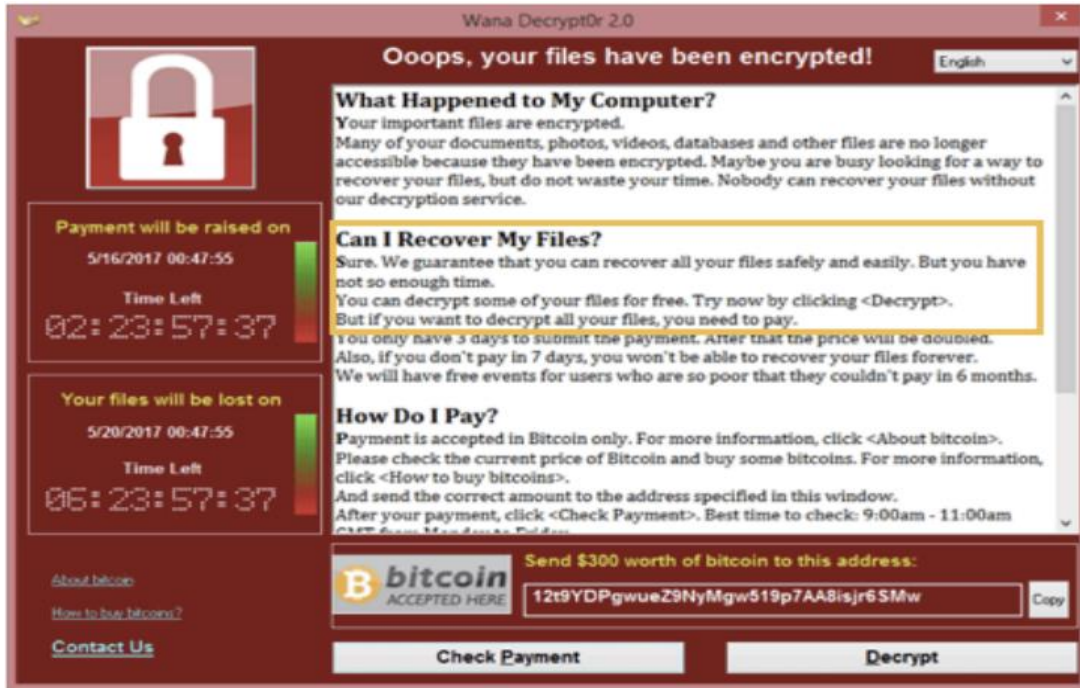 Wana Decrypt0r 2.0
Ooops, your files have been encrypted!
English
What Happened to My Computer?
Your important files are encrypted.
Many of your documents, photos, videos, databases and other files are no longer
accessible because they have been encrypted. Maybe you are busy looking for a way to
recover your files, but do not waste your time. Nobody can recover your files without
our decryption service.
Can I Recover My Files?
Sure. We guarantee that you can recover all your files safely and easily. But you have
not so enough time.
You can decrypt some of your files for free. Try now by clicking <Decrypt>.
But if you want to decrypt all your files, you need to pay.
You only have 3 days to submit the payment. After that the price will be doubled.
Also, if you don't pay in 7 days, you won't be able to recover your files forever.
We will have free events for users who are so poor that they couldn't pay in 6 months.
How Do I Pay?
Payment is accepted in Bitcoin only. For more information, click <About bitcoin>.
Please check the current price of Bitcoin and buy some bitcoins. For more information,
click <How to buy bitcoins>.
And send the correct amount to the address specified in this window.
After your payment, click <Check Payment>. Best time to check: 9:00am - 11:00am
GMT from Monday to Friday.
Payment will be raised on
5/16/2017 00:47:55
Time Left
02:23:57:37
Your files will be lost on
5/20/2017 00:47:55
Time Left
06:23:57:37
About bitcoin
How to buy bitcoins?
Contact Us
bitcoin
ACCEPTED HERE
Send $300 worth of bitcoin to this address:
12t9YDPgwueZ9NyMgw519p7AA8isjr6SMw
Copy
Check Payment
Decrypt